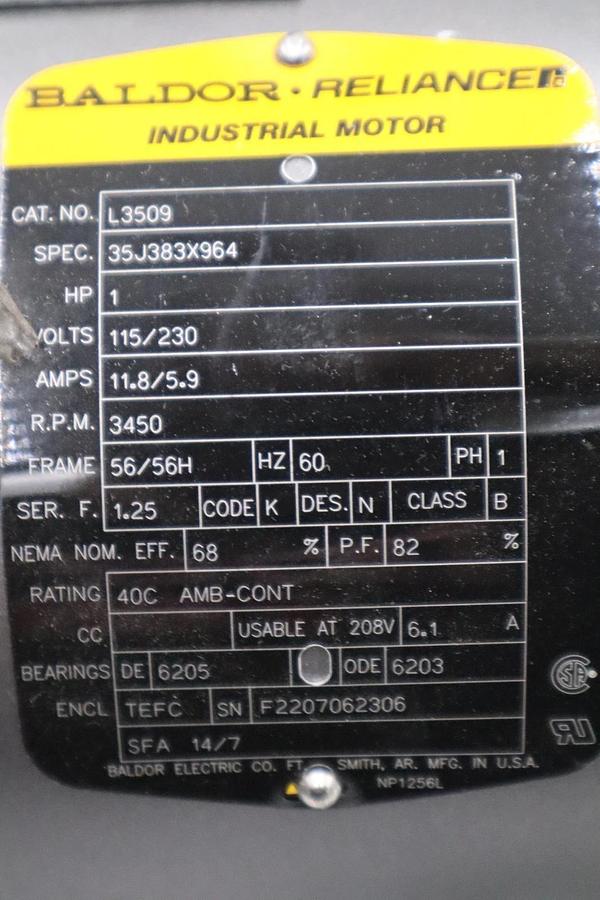 BALDOR • RELIANCE
INDUSTRIAL MOTOR
CAT. NO. L3509
SPEC. 35J383X964
HP 1
VOLTS 115/230
AMPS 11.8/5.9
R.P.M. 3450
FRAME 56/56H HZ 60 PH 1
SER. F. 1.25 CODE K DES. N CLASS B
NEMA NOM. EFF. 68 % P.F. 82 %
RATING 40C AMB-CONT
CC USABLE AT 208V 6.1 A
BEARINGS DE 6205 ODE 6203
ENCL TEFC SN F2207062306
SFA 14/7
BALDOR ELECTRIC CO. FT. SMITH, AR. MFG. IN U.S.A.
NP1256L